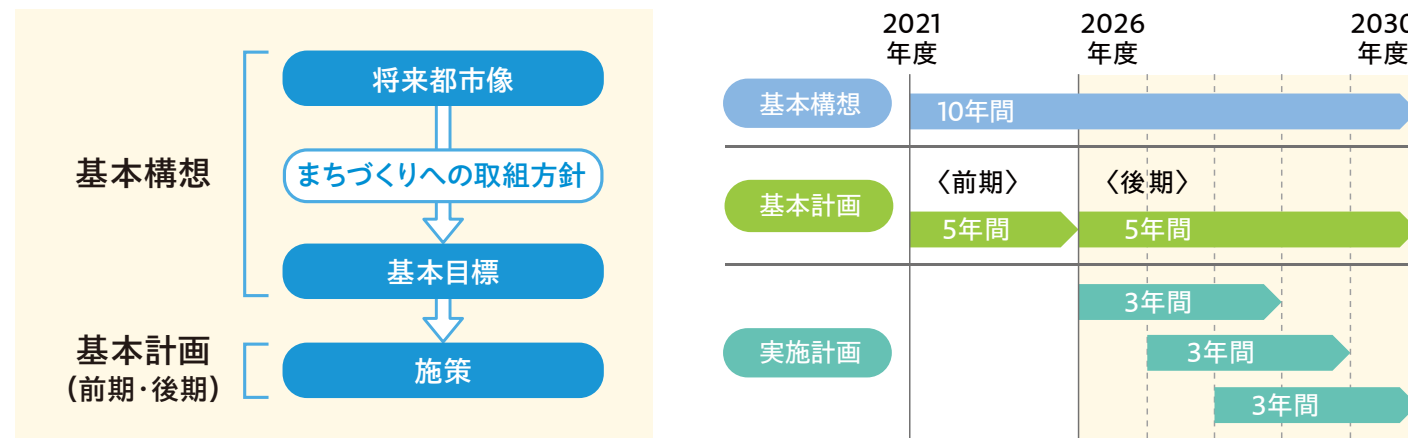 将来都市像
基本構想
まちづくりへの取組方針
基本目標
基本計画
(前期・後期)
施策
2021
年度
2026
年度
2030
年度
基本構想
10年間
基本計画
〈前期〉
〈後期〉
5年間
5年間
実施計画
3年間
3年間
3年間